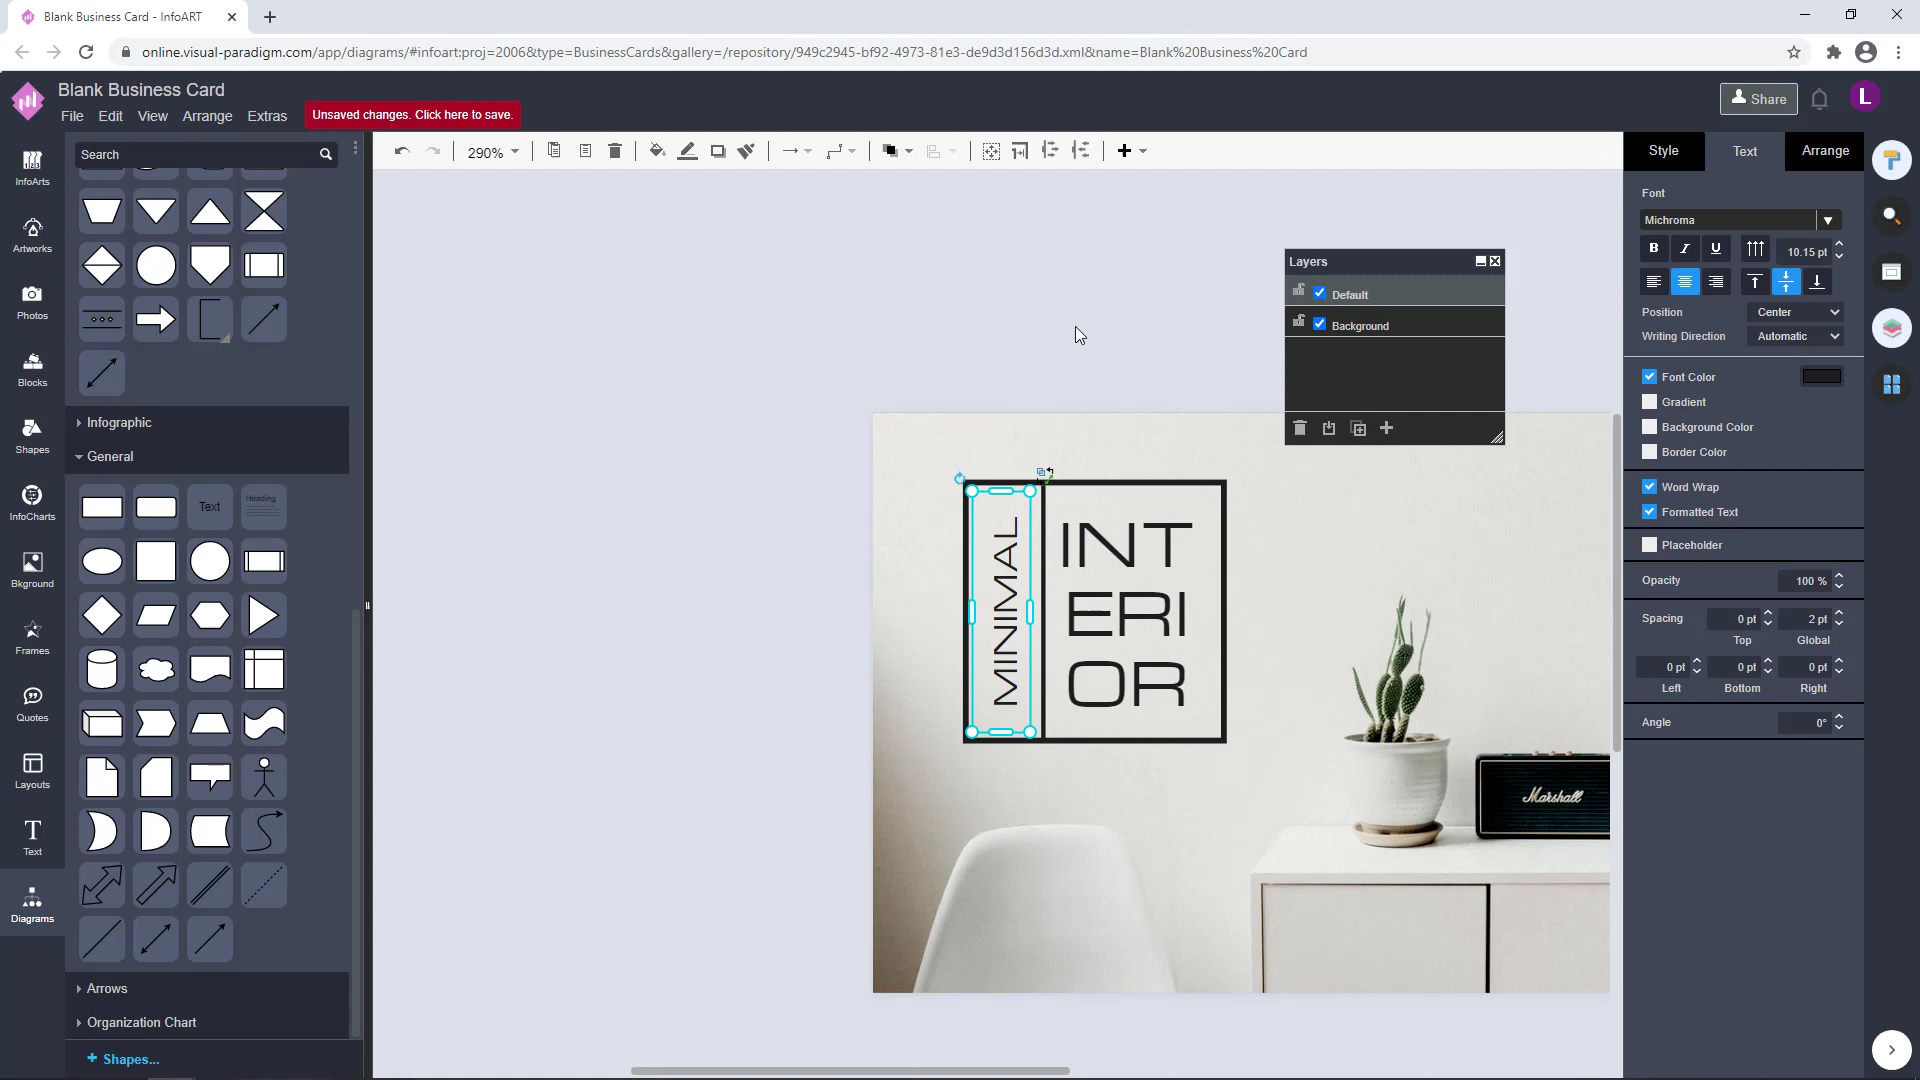 Blank Business Card - InfoART
online.visual-paradigm.com/app/diagrams/#infoart:proj=2006&type=BusinessCards&gallery=/repository/949c2945-bf92-4973-81e3-de9d3d156d3d.xml&name=Blank%20Business%20Card
Blank Business Card
File Edit View Arrange Extras
Unsaved changes. Click here to save.
Share
L
InfoArts
Artworks
Photos
Blocks
Shapes
InfoCharts
Bkground
Frames
Quotes
Layouts
Text
Diagrams
Search
Infographic
General
Text
Heading
Arrows
Organization Chart
+ Shapes...
290%
Layers
Default
Background
MINIMAL
INT
ERI
OR
Marshall
Style Text Arrange
Font
Michroma
B I U 10.15 pt
Position Center
Writing Direction Automatic
Font Color
Gradient
Background Color
Border Color
Word Wrap
Formatted Text
Placeholder
Opacity 100 %
Spacing 0 pt 2 pt
Top Global
0 pt 0 pt 0 pt
Left Bottom Right
Angle 0°